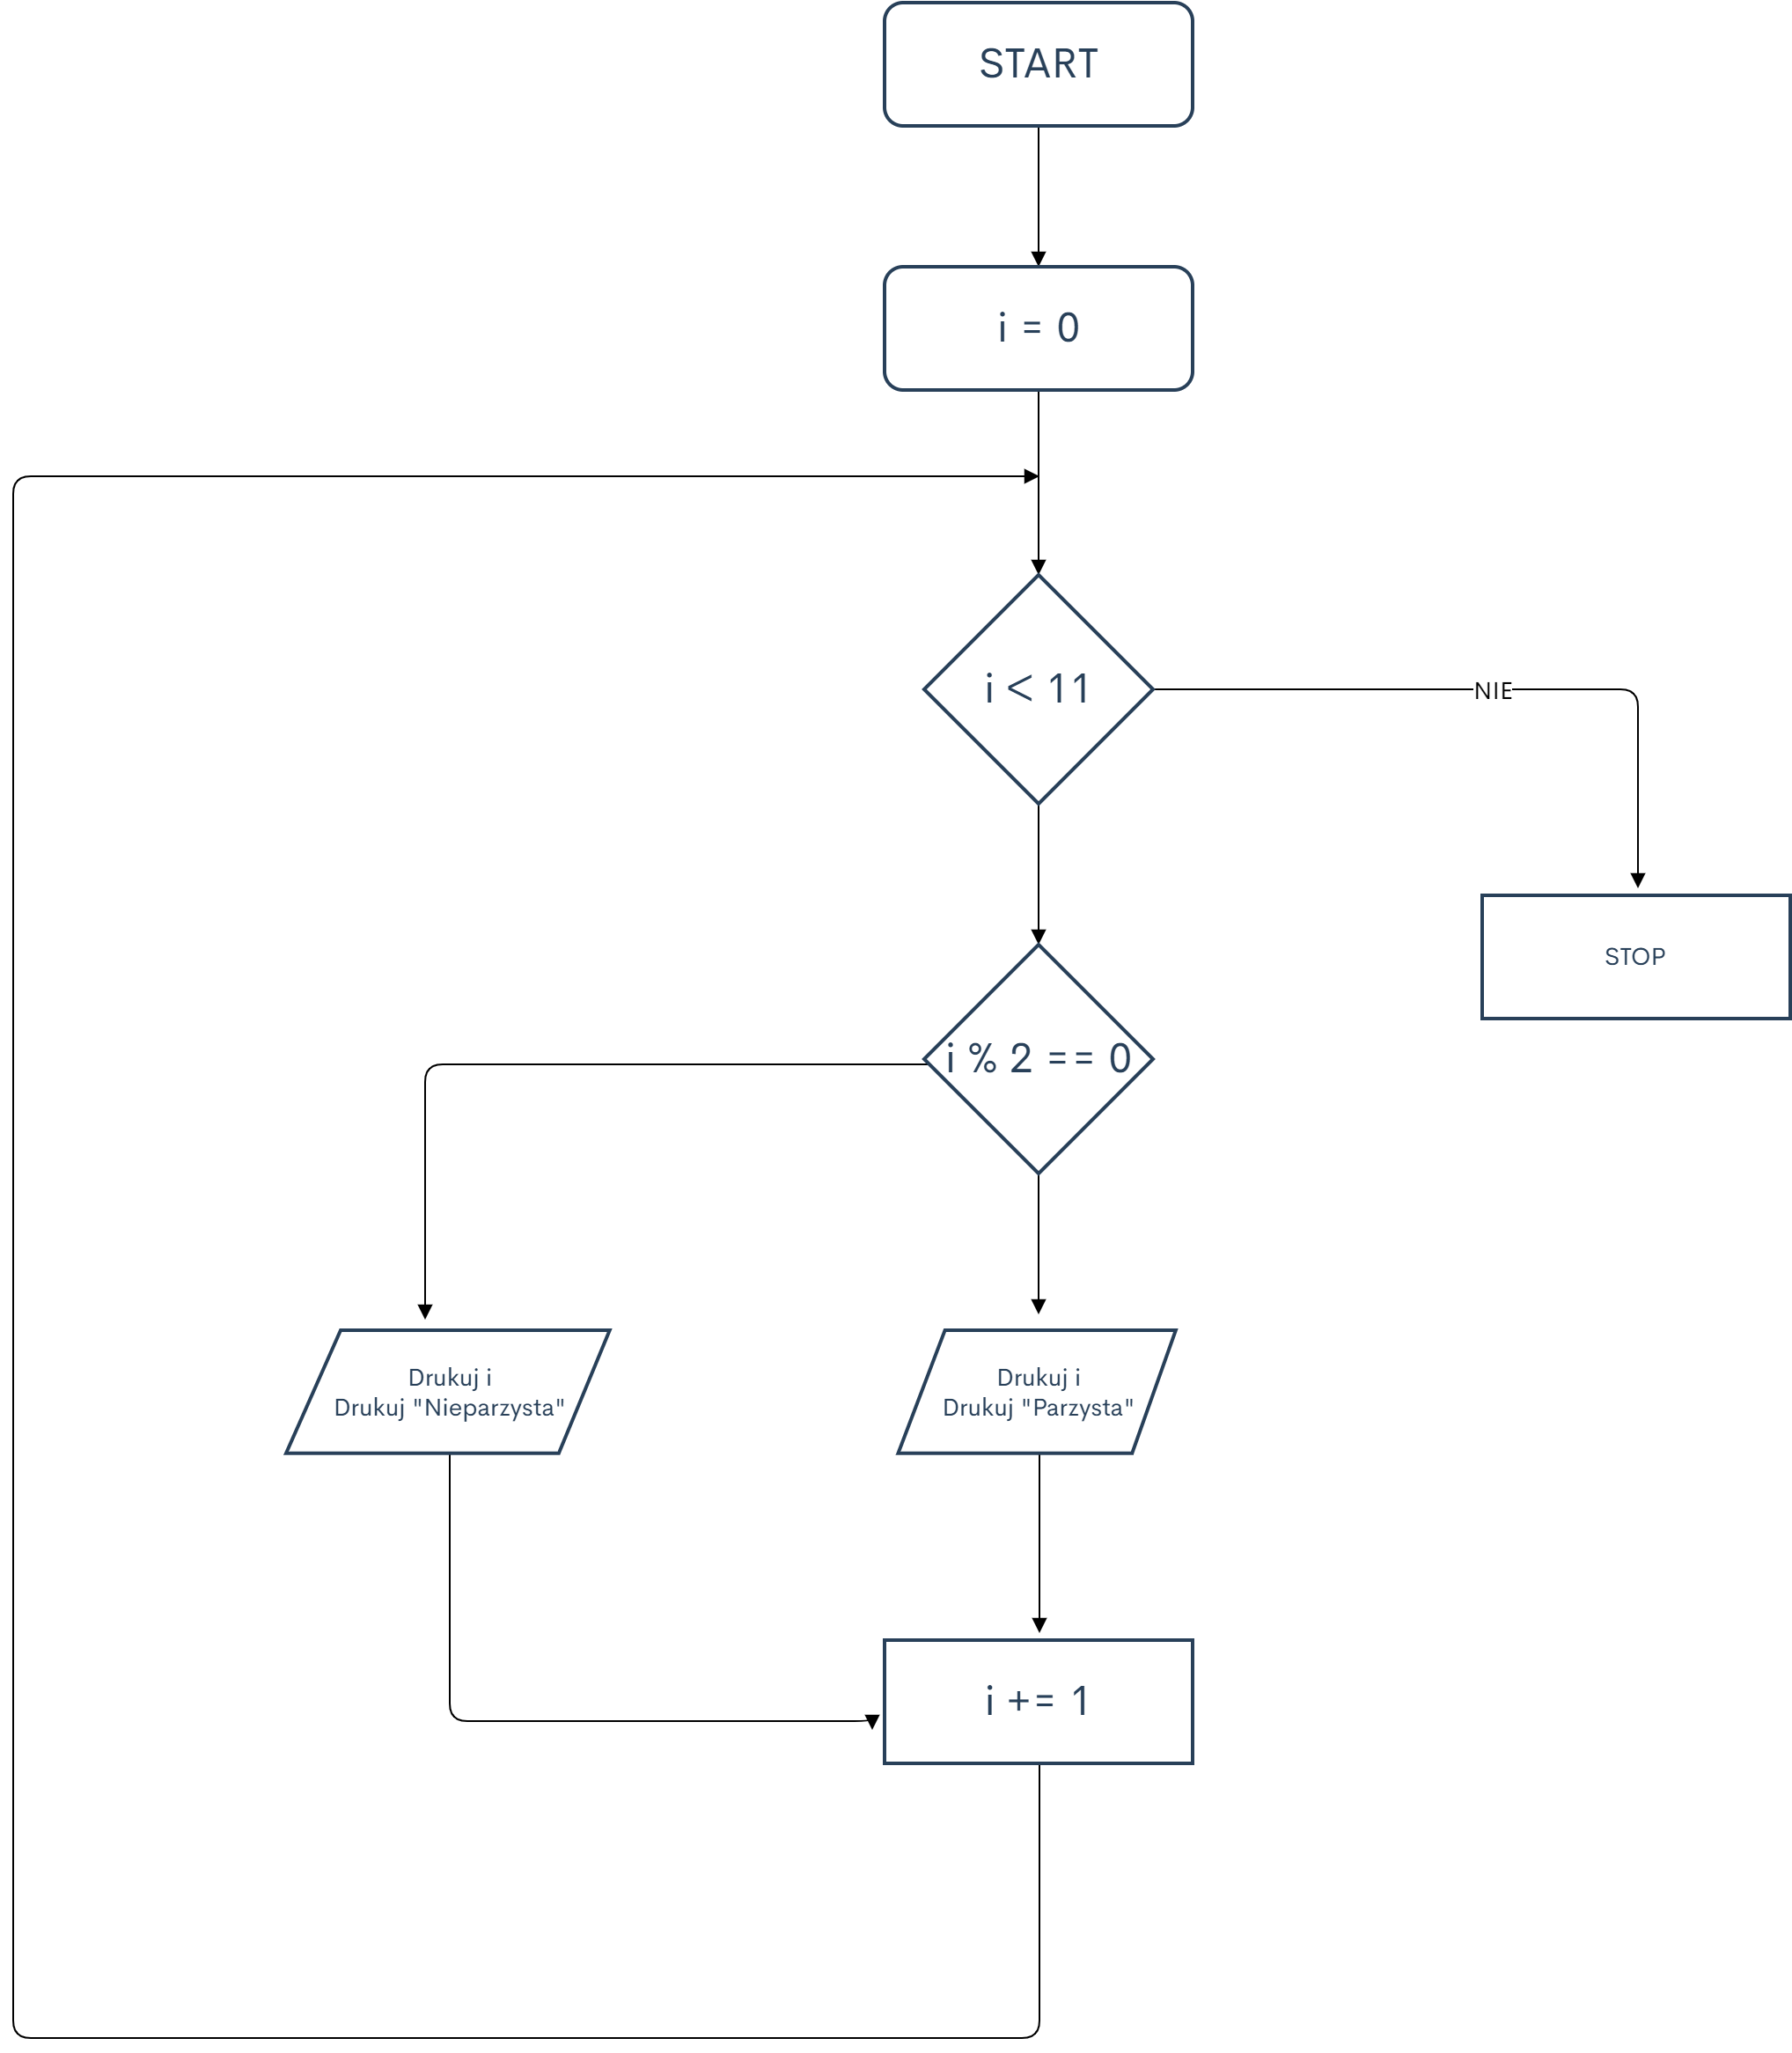 START
i = 0
i < 11
NIE
STOP
i % 2 == 0
Drukuj i
Drukuj "Nieparzysta"
Drukuj i
Drukuj "Parzysta"
i += 1